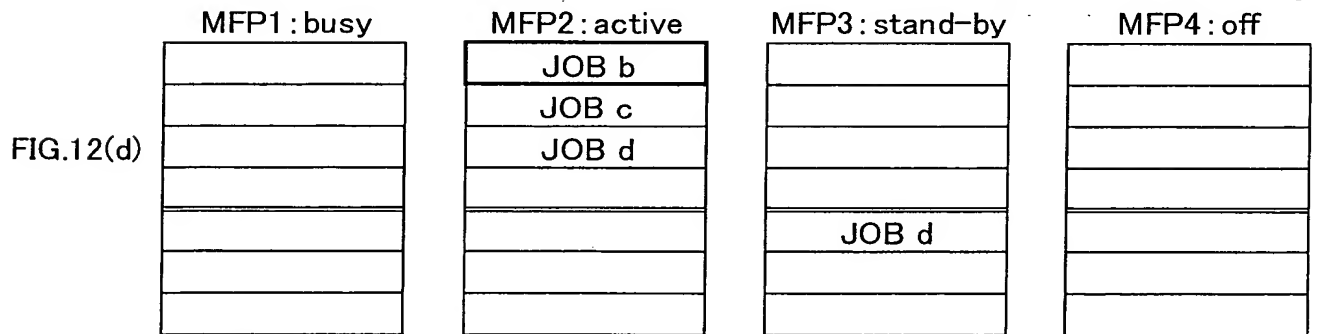 MFP1:busy MFP2:active MFP3:stand-by MFP4:off
JOB b
JOB c
FIG.12(d) JOB d
JOB d